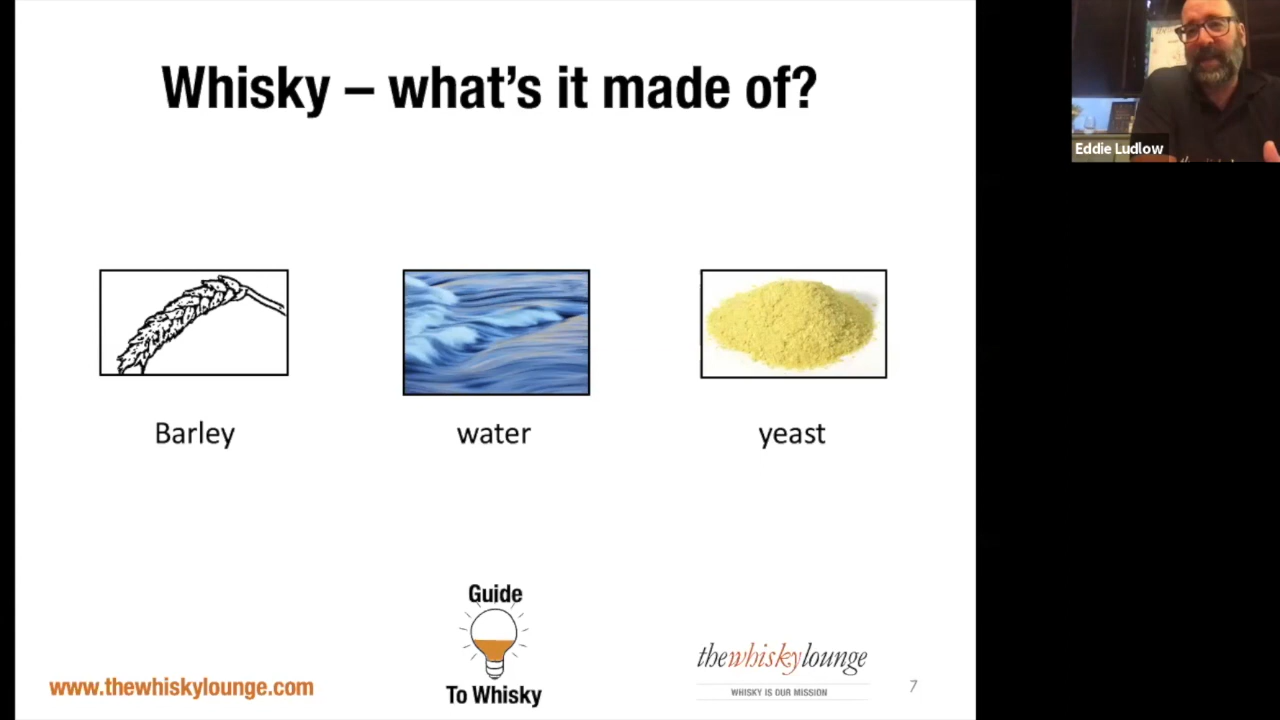 Whisky – what's it made of?
Eddie Ludlow
Barley
water
yeast
Guide
To Whisky
www.thewhiskylounge.com
thewhiskylounge
WHISKY IS OUR MISSION
7